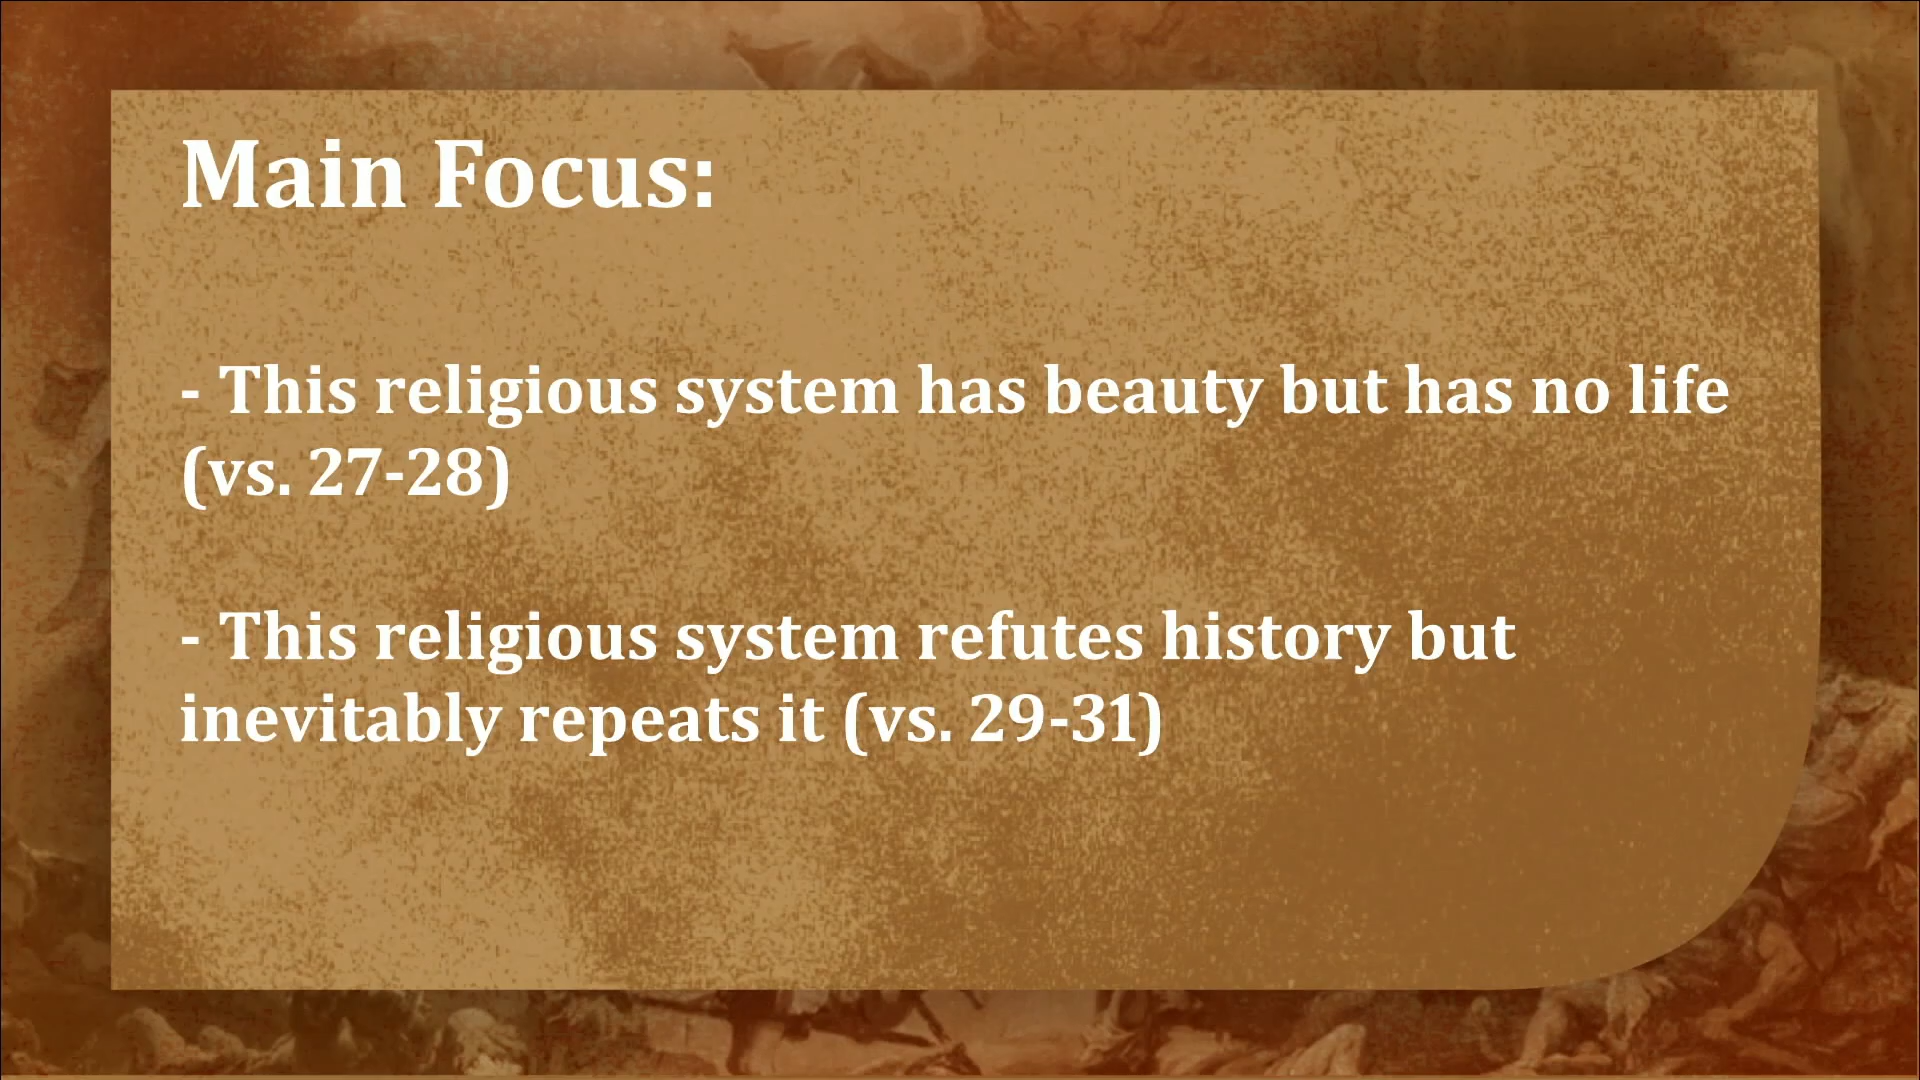 Main Focus:
- This religious system has beauty but has no life
(vs. 27-28)
- This religious system refutes history but
inevitably repeats it (vs. 29-31)